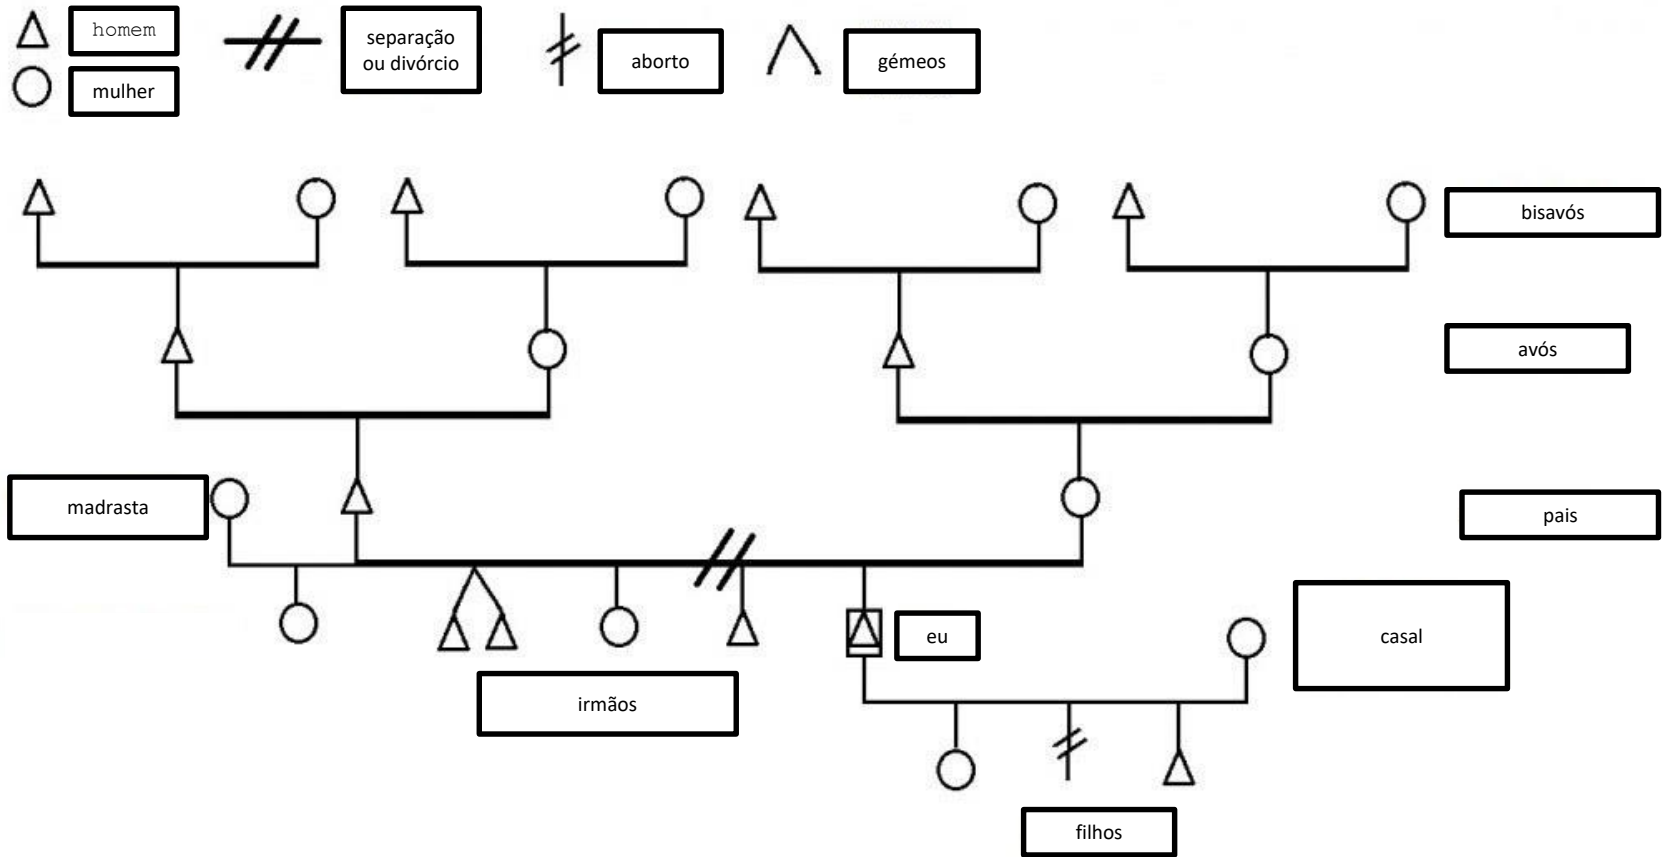 homem
mulher
separação
ou divórcio
aborto
gémeos
bisavós
avós
madrasta
pais
eu
casal
irmãos
filhos